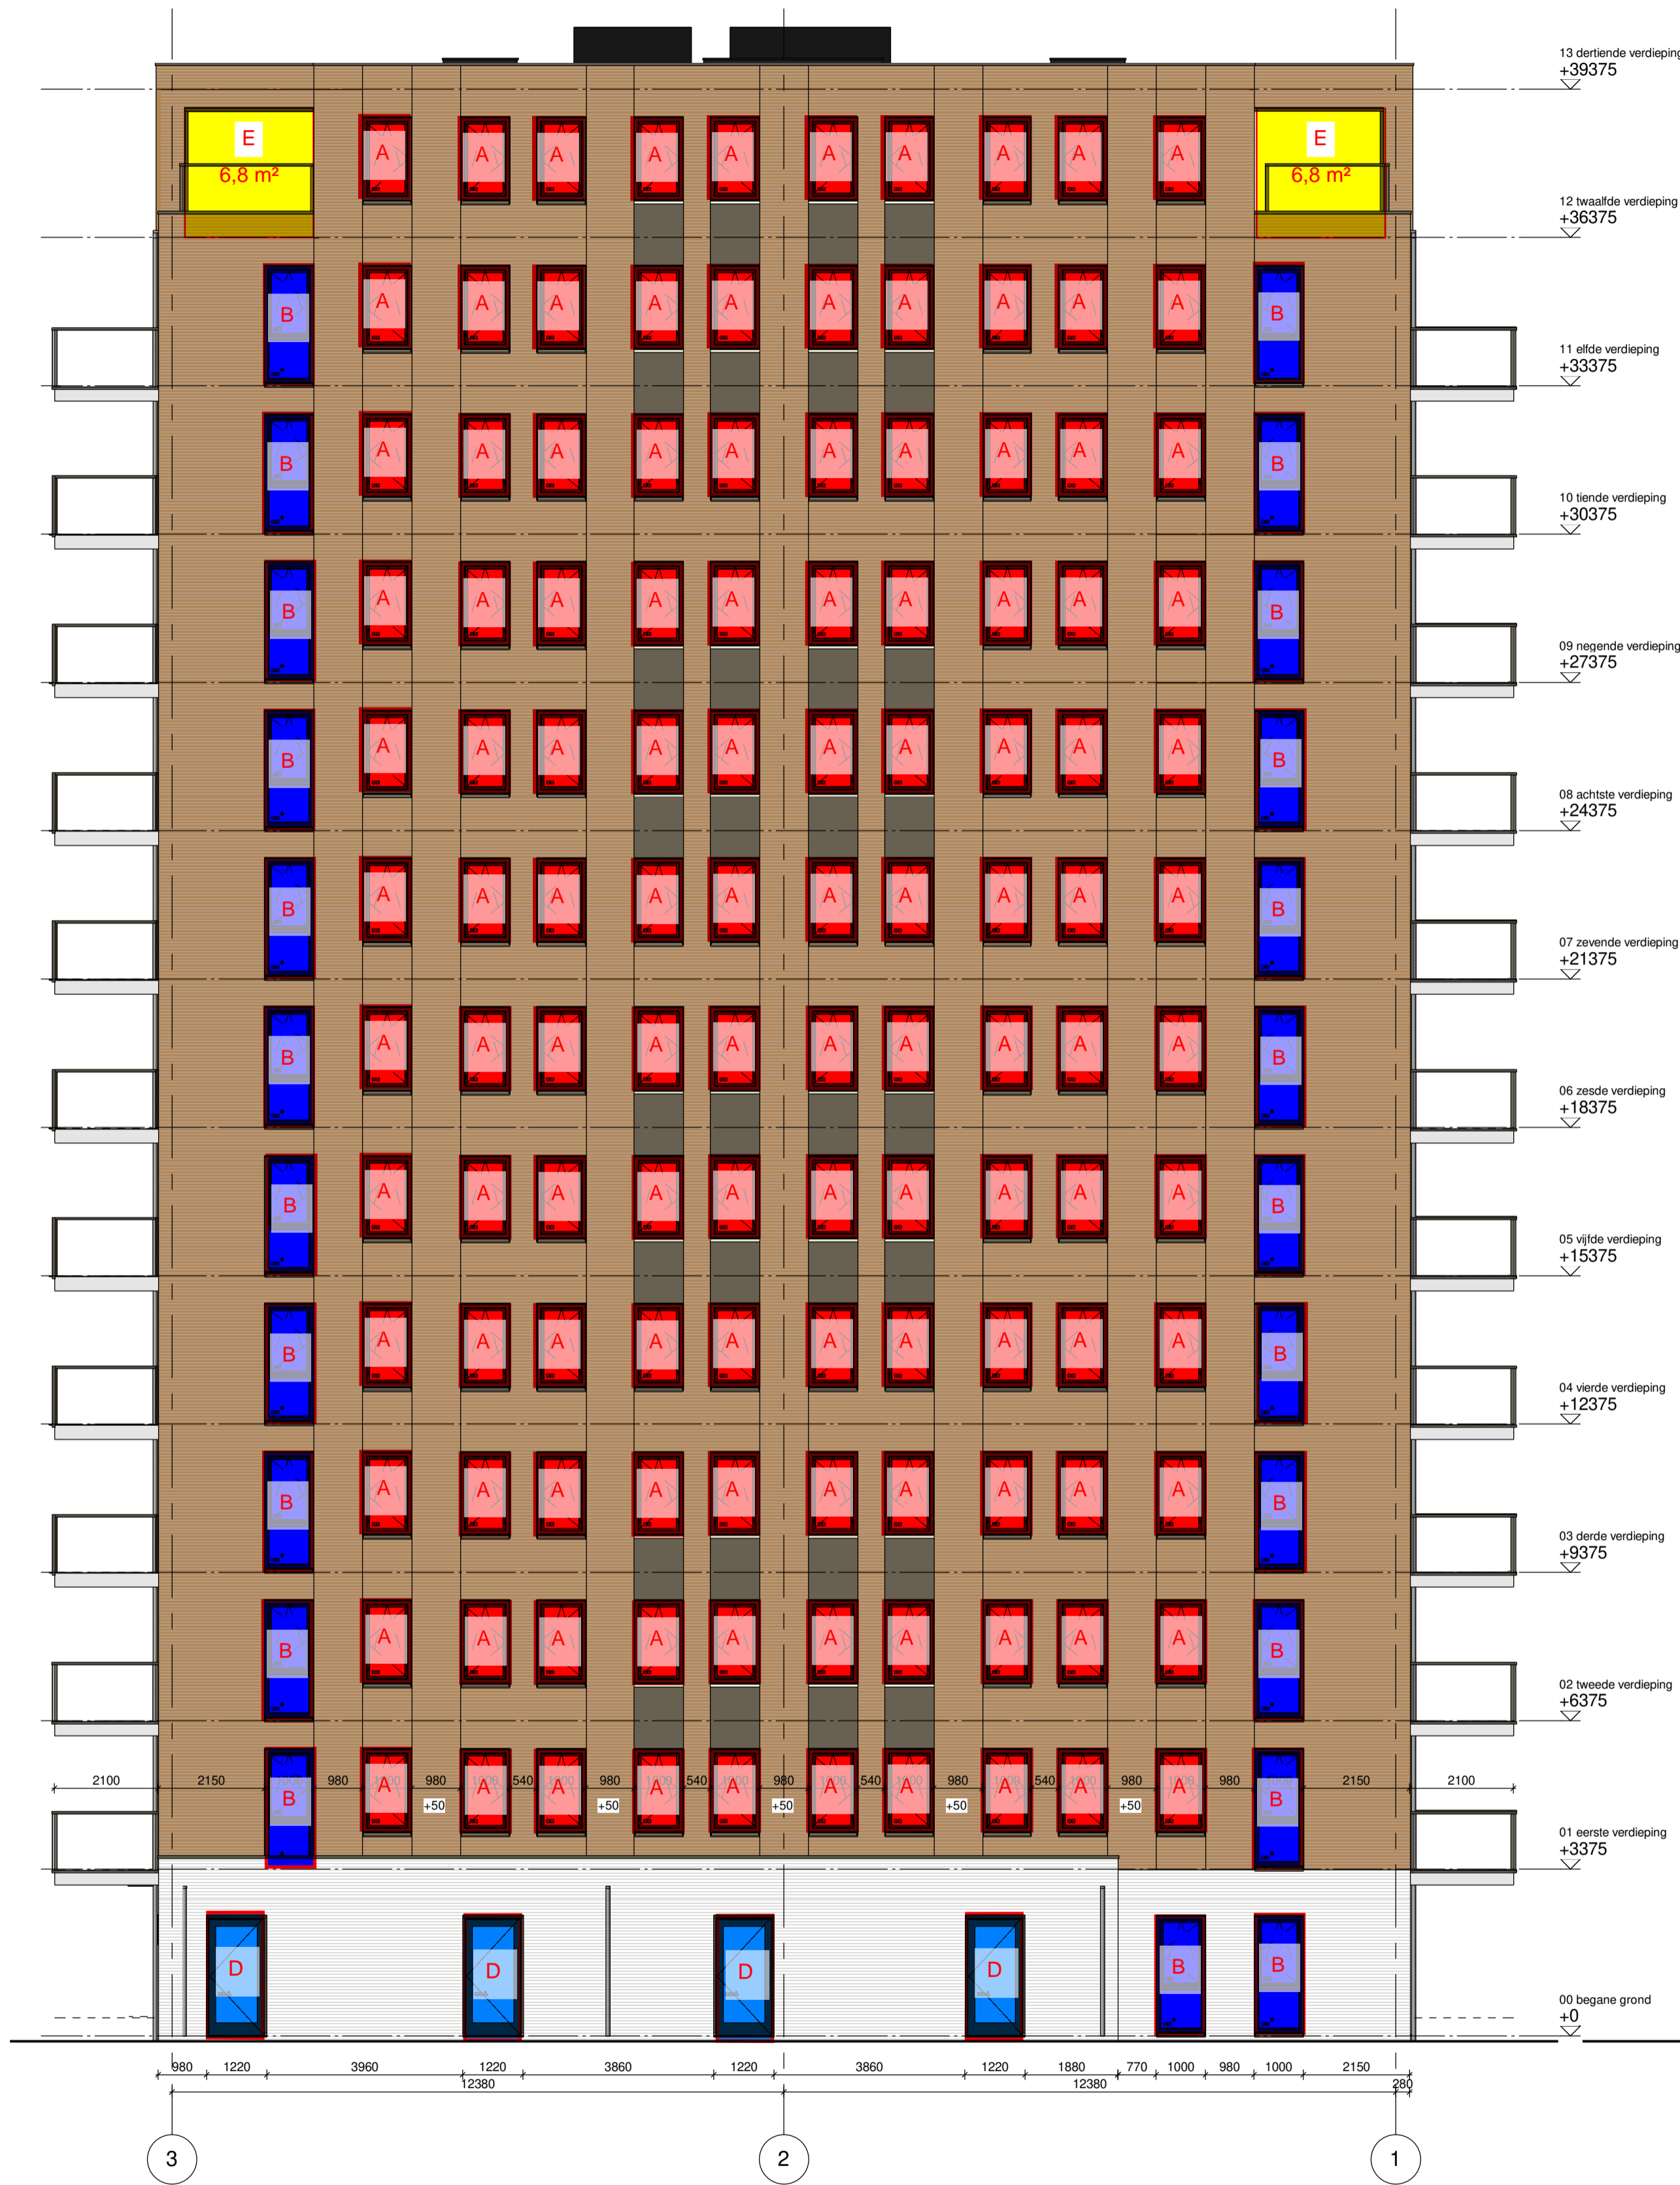 13 dertiende verdieping
+39375
E A A A A A A A A A A E
6,8 m² 6,8 m²
12 twaalfde verdieping
+36375
B A A A A A A A A A A B
11 elfde verdieping
+33375
B A A A A A A A A A A B
10 tiende verdieping
+30375
B A A A A A A A A A A B
09 negende verdieping
+27375
B A A A A A A A A A A B
08 achtste verdieping
+24375
B A A A A A A A A A A B
07 zevende verdieping
+21375
B A A A A A A A A A A B
06 zesde verdieping
+18375
B A A A A A A A A A A B
05 vijfde verdieping
+15375
B A A A A A A A A A A B
04 vierde verdieping
+12375
B A A A A A A A A A A B
03 derde verdieping
+9375
B A A A A A A A A A A B
02 tweede verdieping
+6375
2100 2150 980 980 540 980 540 980 540 980 540 980 980 2150 2100
B A A A A A A A A A A B
+50 +50 +50 +50 +50
01 eerste verdieping
+3375
D D D D B B
00 begane grond
+0
980 1220 3960 1220 3860 1220 3860 1220 1880 770 1000 980 1000 2150
12380 12380 280
3 2 1